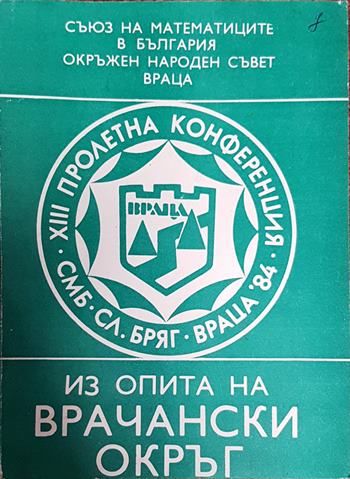 СЪЮЗ НА МАТЕМАТИЦИТЕ
В БЪЛГАРИЯ
ОКРЪЖЕН НАРОДЕН СЪВЕТ
ВРАЦА
XIII ПРОЛЕТНА КОНФЕРЕНЦИЯ
ВРАЦА
СМБ · СЛ. БРЯГ · ВРАЦА '84
ИЗ ОПИТА НА
ВРАЧАНСКИ
ОКРЪГ